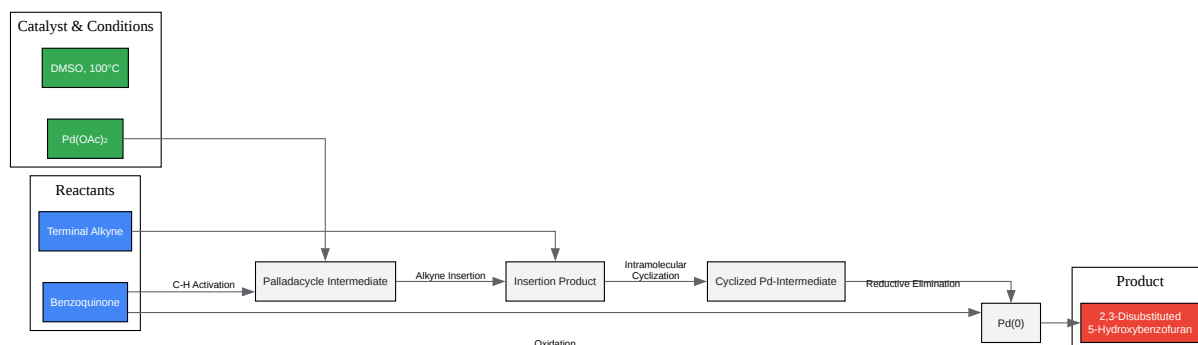 Catalyst & Conditions
DMSO, 100°C
Pd(OAc)₂
Reactants
Terminal Alkyne
Benzoquinone
C-H Activation
Palladacycle Intermediate
Alkyne Insertion
Insertion Product
Intramolecular
Cyclization
Cyclized Pd-Intermediate
Reductive Elimination
Pd(0)
Product
2,3-Disubstituted
5-Hydroxybenzofuran
Oxidation